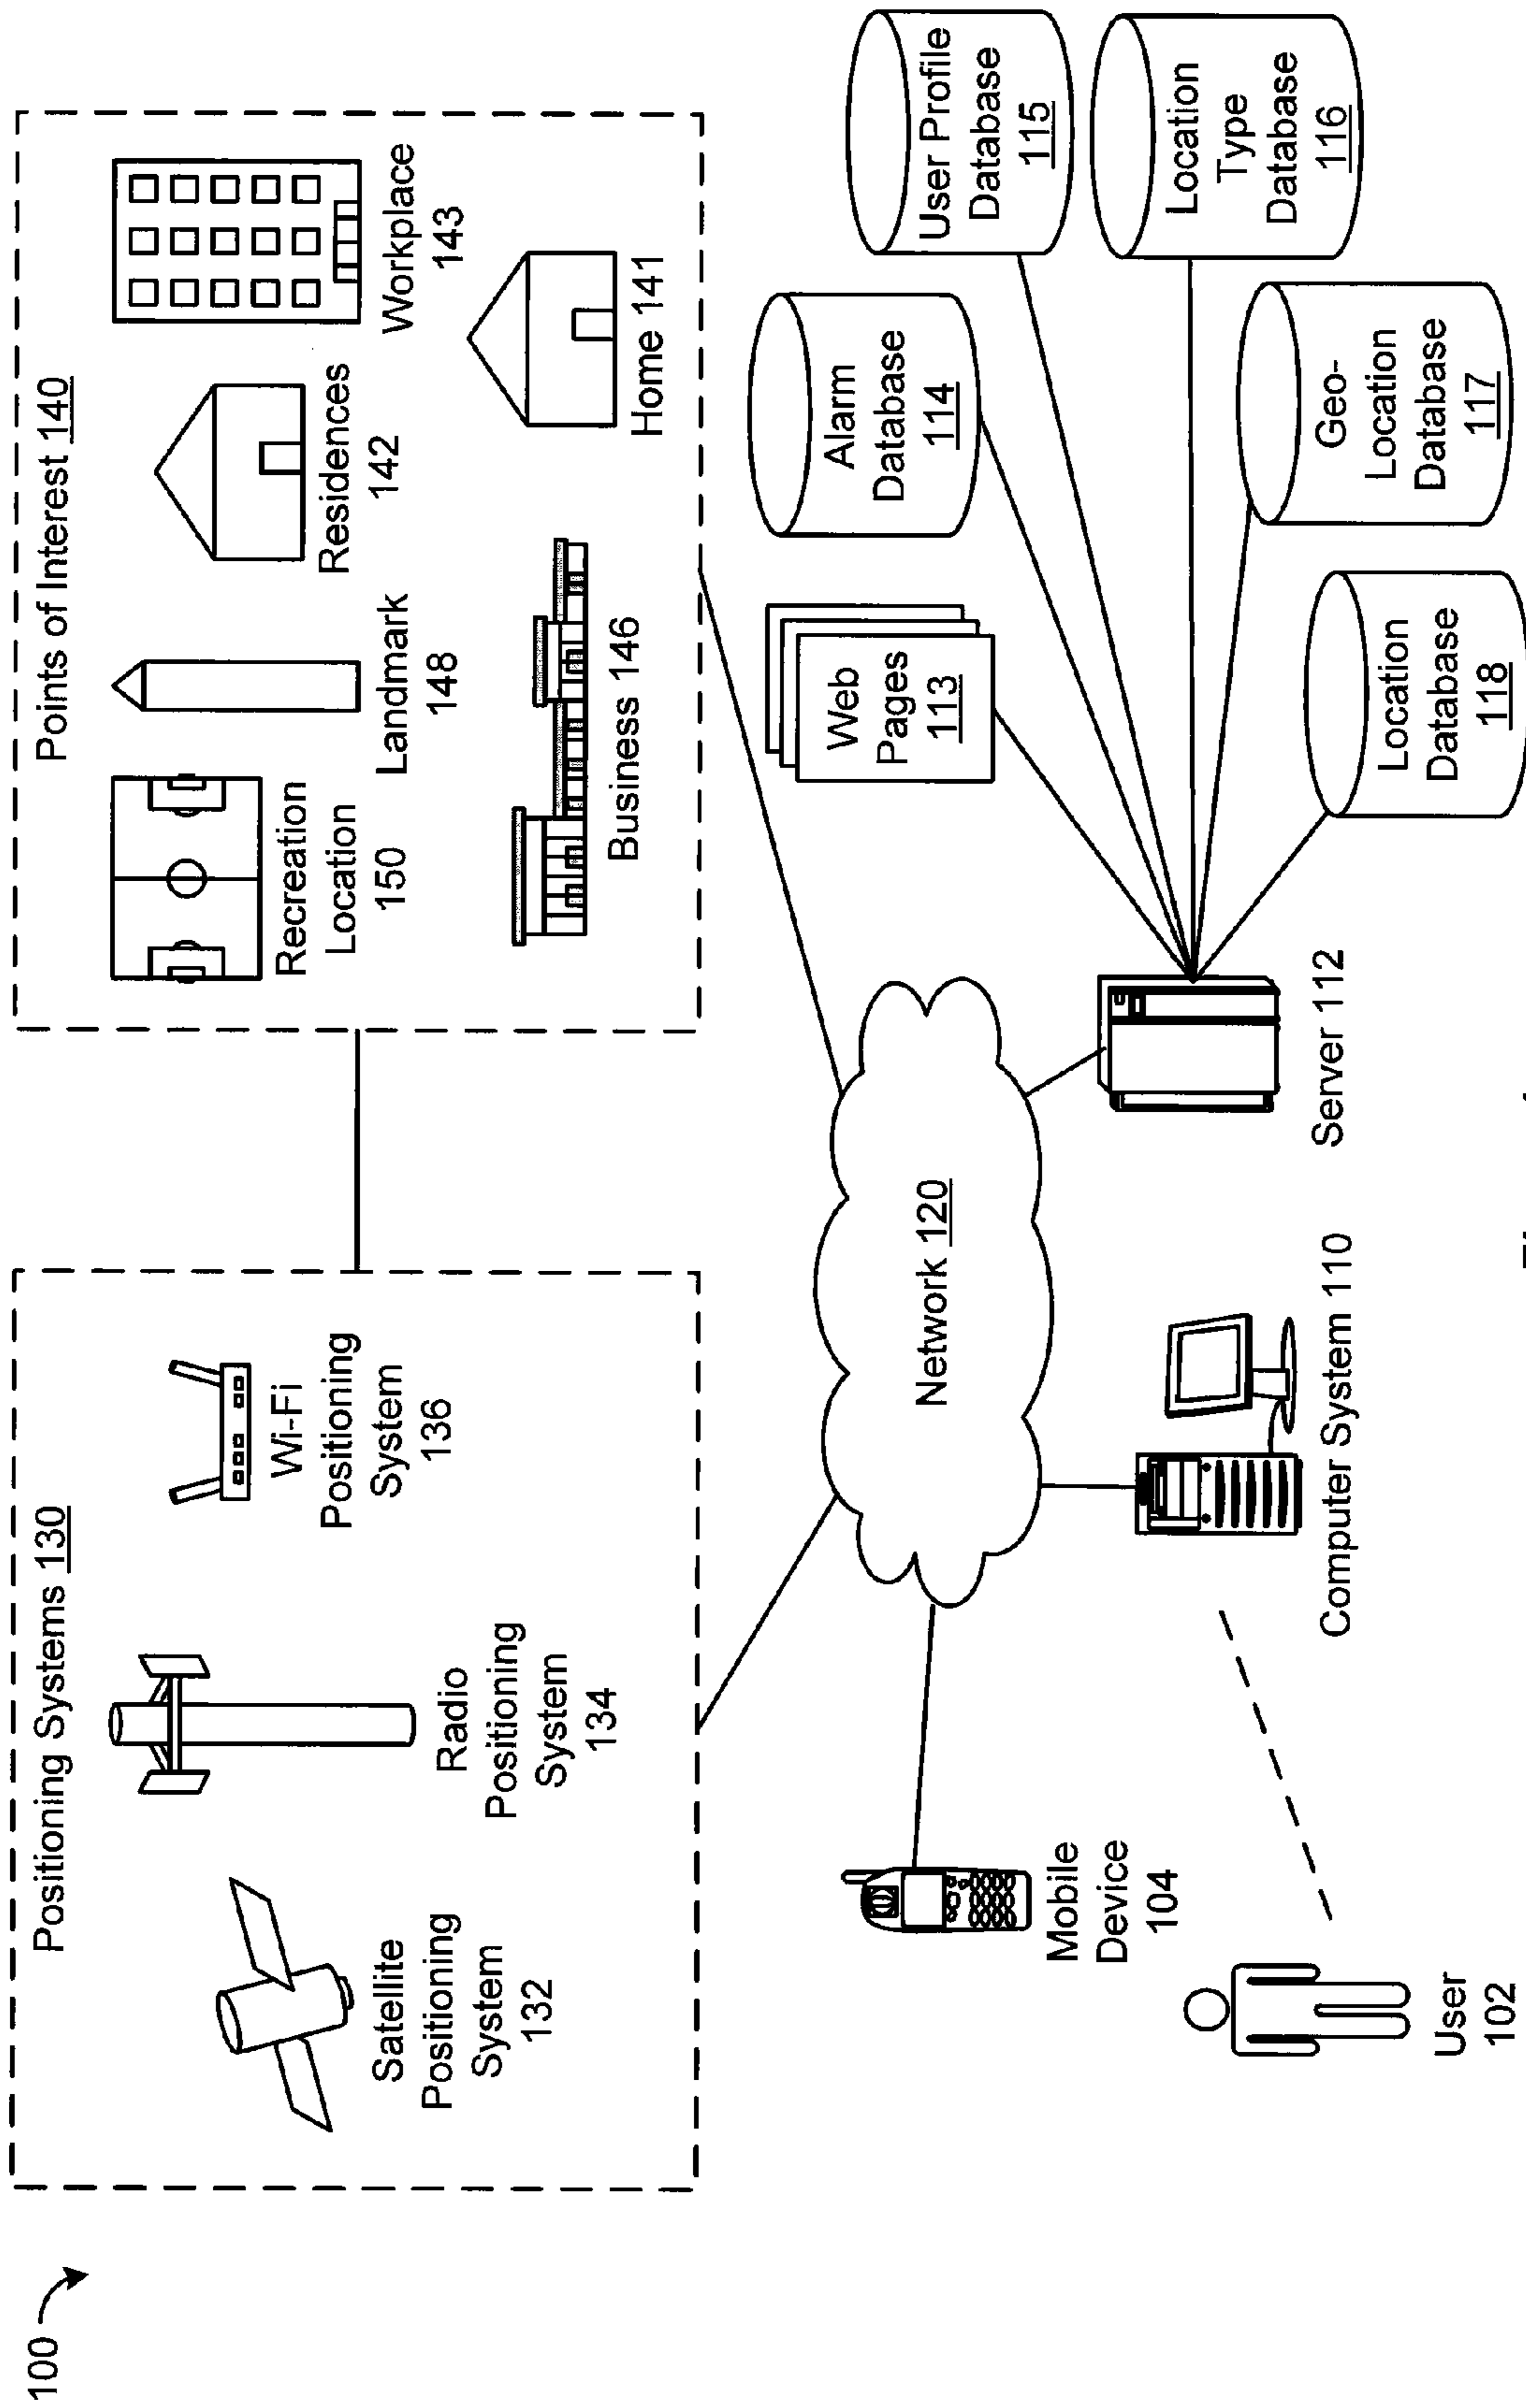 100
Positioning Systems 130
Satellite
Positioning
System
132
Radio
Positioning
System
134
Wi-Fi
Positioning
System
136
Points of Interest 140
Recreation
Location
150
Landmark
148
Residences
142
Workplace
143
Business 146
Home 141
Mobile
Device
104
User
102
Network 120
Computer System 110
Server 112
Web
Pages
113
Alarm
Database
114
User Profile
Database
115
Location
Type
Database
116
Geo-
Location
Database
117
Location
Database
118